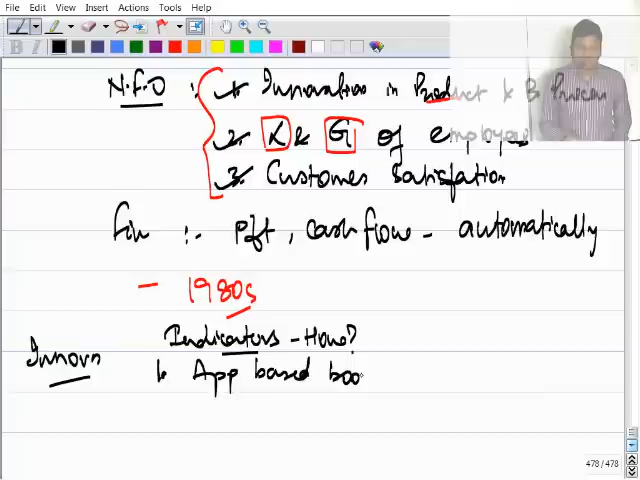 File Edit View Insert Actions Tools Help
N.F.O :- 1. Innovation in Product & B Process
2. L & G of employees
3. Customer Satisfaction
Fin :- Pft, cash flow - automatically
- 1980s
Indicators - How?
Innovn
1. App based boo
478 / 478